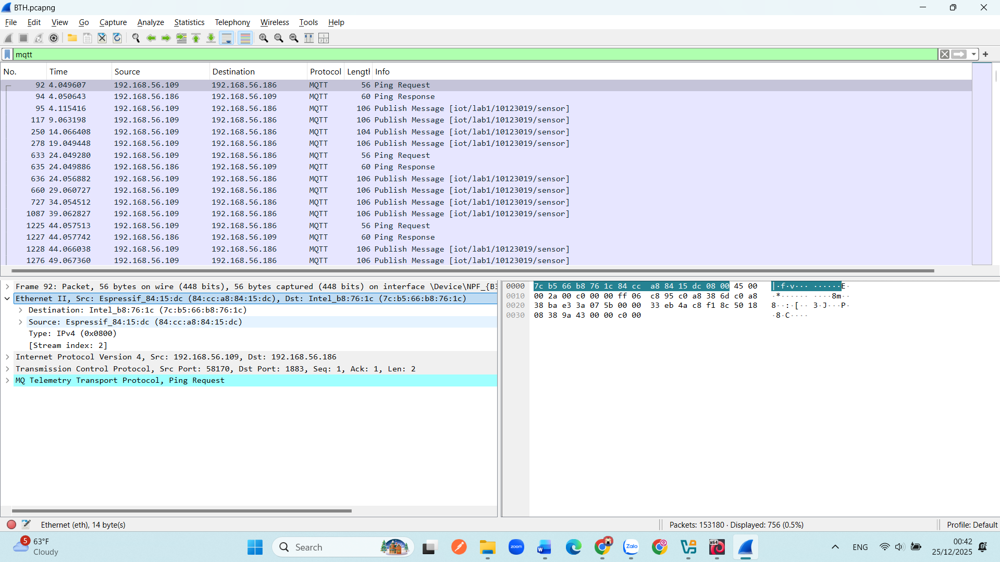 BTH.pcapng
File Edit View Go Capture Analyze Statistics Telephony Wireless Tools Help
mqtt
No. Time Source Destination Protocol Length Info
92 4.049607 192.168.56.109 192.168.56.186 MQTT 56 Ping Request
94 4.050643 192.168.56.186 192.168.56.109 MQTT 60 Ping Response
95 4.115416 192.168.56.109 192.168.56.186 MQTT 106 Publish Message [iot/lab1/10123019/sensor]
117 9.063198 192.168.56.109 192.168.56.186 MQTT 106 Publish Message [iot/lab1/10123019/sensor]
250 14.066408 192.168.56.109 192.168.56.186 MQTT 104 Publish Message [iot/lab1/10123019/sensor]
278 19.049448 192.168.56.109 192.168.56.186 MQTT 106 Publish Message [iot/lab1/10123019/sensor]
633 24.049280 192.168.56.109 192.168.56.186 MQTT 56 Ping Request
635 24.049886 192.168.56.186 192.168.56.109 MQTT 60 Ping Response
636 24.056882 192.168.56.109 192.168.56.186 MQTT 106 Publish Message [iot/lab1/10123019/sensor]
660 29.060727 192.168.56.109 192.168.56.186 MQTT 106 Publish Message [iot/lab1/10123019/sensor]
727 34.054512 192.168.56.109 192.168.56.186 MQTT 106 Publish Message [iot/lab1/10123019/sensor]
1087 39.062827 192.168.56.109 192.168.56.186 MQTT 106 Publish Message [iot/lab1/10123019/sensor]
1225 44.057513 192.168.56.109 192.168.56.186 MQTT 56 Ping Request
1227 44.057742 192.168.56.186 192.168.56.109 MQTT 60 Ping Response
1228 44.066038 192.168.56.109 192.168.56.186 MQTT 106 Publish Message [iot/lab1/10123019/sensor]
1276 49.067360 192.168.56.109 192.168.56.186 MQTT 106 Publish Message [iot/lab1/10123019/sensor]
Frame 92: Packet, 56 bytes on wire (448 bits), 56 bytes captured (448 bits) on interface \Device\NPF_{B3
Ethernet II, Src: Espressif_84:15:dc (84:cc:a8:84:15:dc), Dst: Intel_b8:76:1c (7c:b5:66:b8:76:1c)
Destination: Intel_b8:76:1c (7c:b5:66:b8:76:1c)
Source: Espressif_84:15:dc (84:cc:a8:84:15:dc)
Type: IPv4 (0x0800)
[Stream index: 2]
Internet Protocol Version 4, Src: 192.168.56.109, Dst: 192.168.56.186
Transmission Control Protocol, Src Port: 58170, Dst Port: 1883, Seq: 1, Ack: 1, Len: 2
MQ Telemetry Transport Protocol, Ping Request
0000 7c b5 66 b8 76 1c 84 cc a8 84 15 dc 08 00 45 00 |·f·v··· ······E·
0010 00 2a 00 c0 00 00 ff 06 c8 95 c0 a8 38 6d c0 a8 ·*······ ····8m··
0020 38 ba e3 3a 07 5b 00 00 33 eb 4a c8 f1 8c 50 18 8··:·[·· 3·J···P·
0030 08 38 9a 43 00 00 c0 00 ·8·C····
Ethernet (eth), 14 byte(s)
Packets: 153180 · Displayed: 756 (0.5%)
Profile: Default
5
63°F
Cloudy
Search
zoom
Zalo
X64
ENG
00:42
25/12/2025